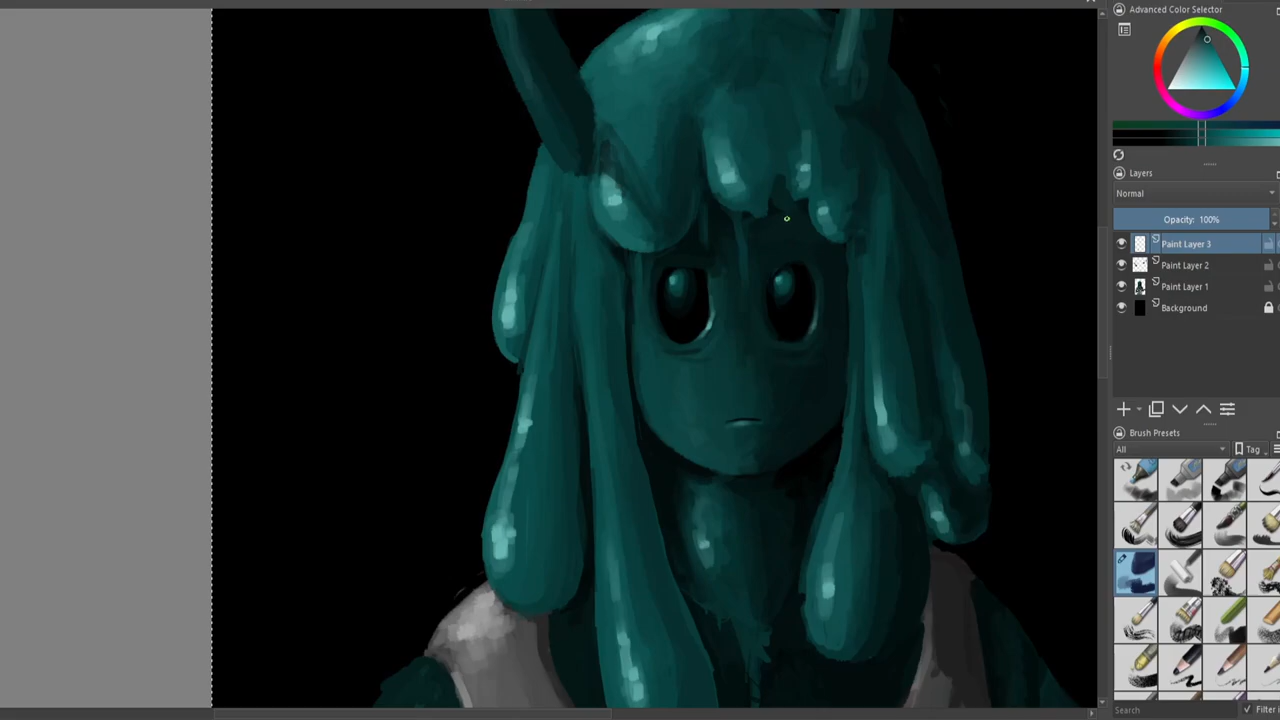 Advanced Color Selector
Layers
Normal
Opacity: 100%
Paint Layer 3
Paint Layer 2
Paint Layer 1
Background
Brush Presets
All
Tag
Search
Filter